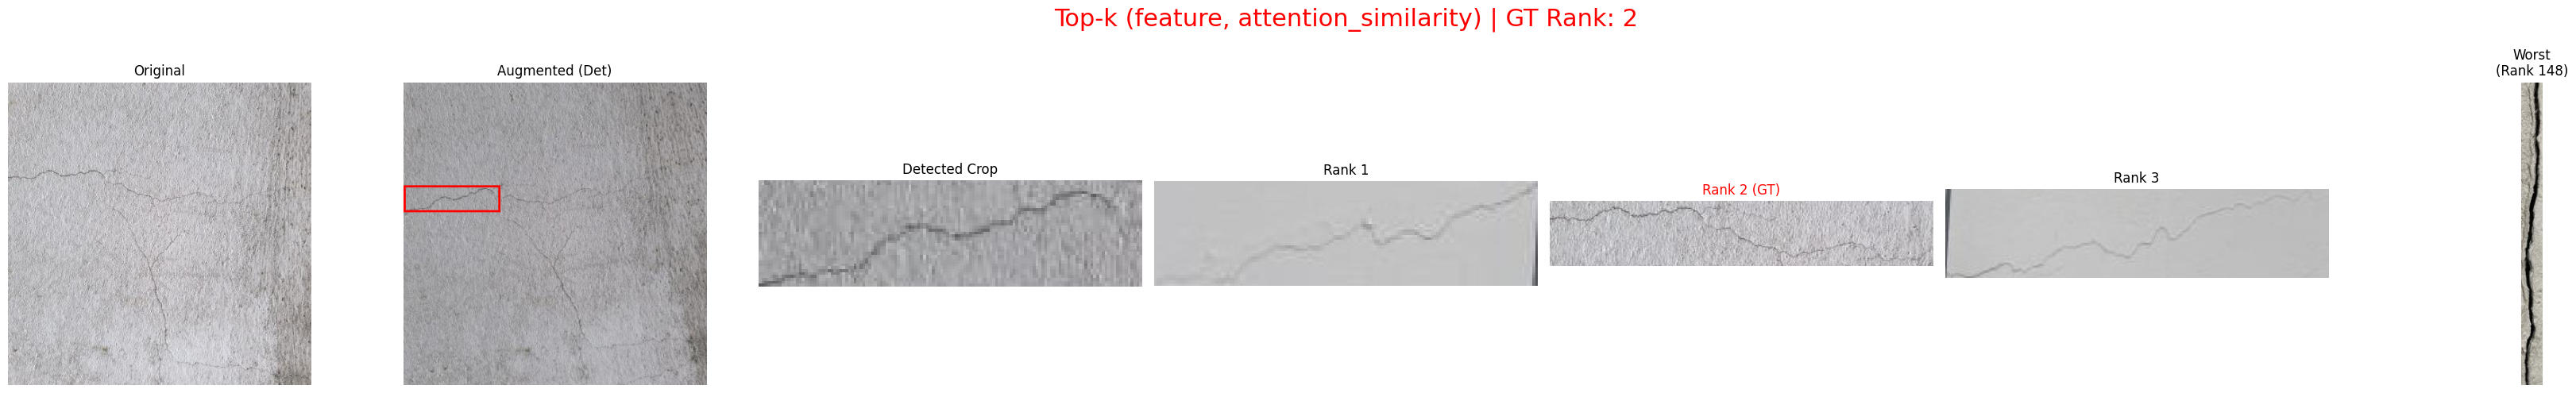 Top-k (feature, attention_similarity) | GT Rank: 2
Original
Augmented (Det)
Detected Crop
Rank 1
Rank 2 (GT)
Rank 3
Worst
(Rank 148)